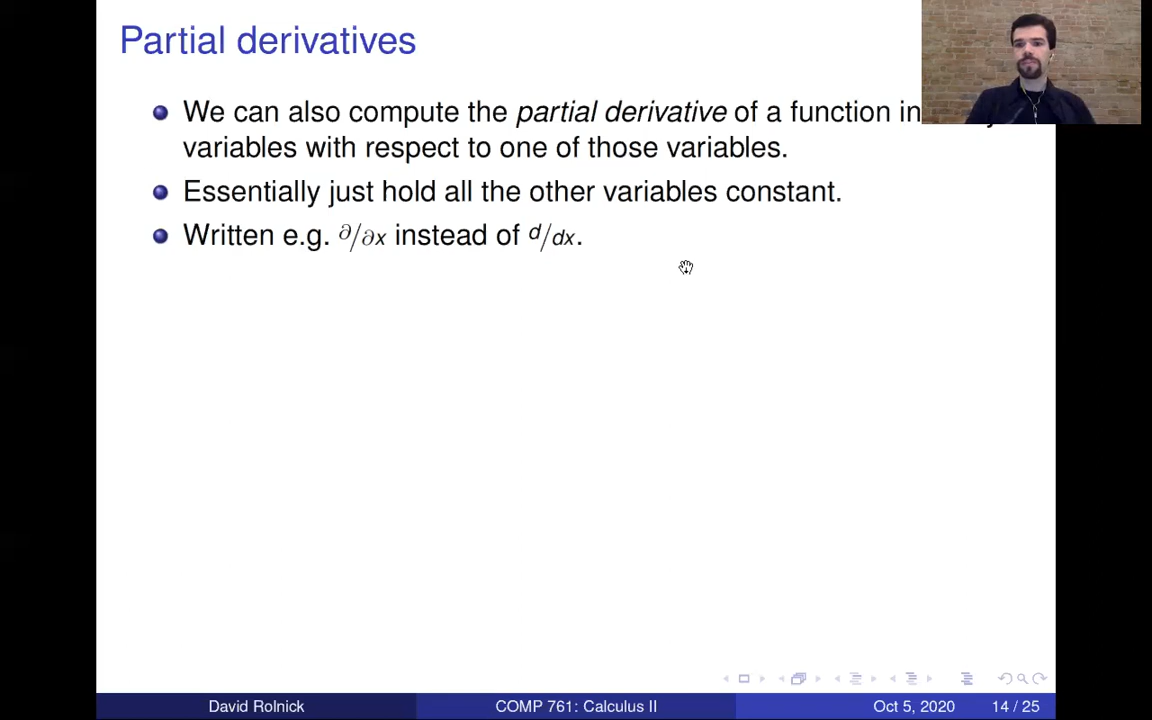 Partial derivatives
We can also compute the partial derivative of a function in
variables with respect to one of those variables.
Essentially just hold all the other variables constant.
Written e.g. ∂/∂x instead of d/dx.
David Rolnick COMP 761: Calculus II Oct 5, 2020 14 / 25